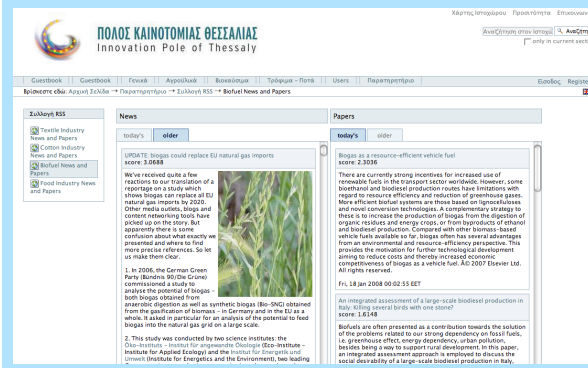 Χάρτης Ιστοχώρου Προσιτότητα Επικοινων
Αναζήτηση στον Ιστοχώ Αναζήτη
only in current secti
ΠΟΛΟΣ ΚΑΙΝΟΤΟΜΙΑΣ ΘΕΣΣΑΛΙΑΣ
Innovation Pole of Thessaly
Guestbook Guestbook Γενικά Αγροϋλικά Βιοκαύσιμα Τρόφιμα - Ποτά Users Παρατηρητήριο Είσοδος Registe
Βρίσκεστε εδώ: Αρχική Σελίδα → Παρατηρητήριο → Συλλογή RSS → Biofuel News and Papers
Συλλογή RSS
Textile Industry
News and Papers
Cotton Industry
News and Papers
Biofuel News and
Papers
Food Industry News
and Papers
News
today's older
UPDATE: biogas could replace EU natural gas imports
score: 3.0688
We've received quite a few
reactions to our translation of a
reportage on a study which
shows biogas can replace all EU
natural gas imports by 2020.
Other media outlets, blogs and
content networking tools have
picked up on the story. But
apparently there is some
confusion about what exactly we
presented and where to find
more precise references. So let
us make them clear.
1. In 2006, the German Green
Party (Bündnis 90/Die Grüne)
commissioned a study to
analyse the potential of biogas -
both biogas obtained from
anaerobic digestion as well as synthetic biogas (Bio-SNG) obtained
from the gasification of biomass - in Germany and in the EU as a
whole. It asked in particular for an analysis of the potential to feed
biogas into the natural gas grid on a large scale.
2. This study was conducted by two science institutes: the
Öko-Instituts - Institut für angewandte Ökologie (Eco-Institute -
Institute for Applied Ecology) and the Institut für Energetik und
Umwelt (Institute for Energetics and the Environment), two leading
Papers
today's older
Biogas as a resource-efficient vehicle fuel
score: 2.3036
There are currently strong incentives for increased use of
renewable fuels in the transport sector worldwide. However, some
bioethanol and biodiesel production routes have limitations with
regard to resource efficiency and reduction of greenhouse gases.
More efficient biofuel systems are those based on lignocelluloses
and novel conversion technologies. A complementary strategy to
these is to increase the production of biogas from the digestion of
organic residues and energy crops, or from byproducts of ethanol
and biodiesel production. Compared with other biomass-based
vehicle fuels available so far, biogas often has several advantages
from an environmental and resource-efficiency perspective. This
provides the motivation for further technological development
aiming to reduce costs and thereby increased economic
competitiveness of biogas as a vehicle fuel. Â© 2007 Elsevier Ltd.
All rights reserved.
Fri, 18 Jan 2008 00:02:55 EET
An integrated assessment of a large-scale biodiesel production in
Italy: Killing several birds with one stone?
score: 1.6148
Biofuels are often presented as a contribution towards the solution
of the problems related to our strong dependency on fossil fuels,
i.e. greenhouse effect, energy dependency, urban pollution,
besides being a way to support rural development. In this paper,
an integrated assessment approach is employed to discuss the
social desirability of a large-scale biodiesel production in Italy,